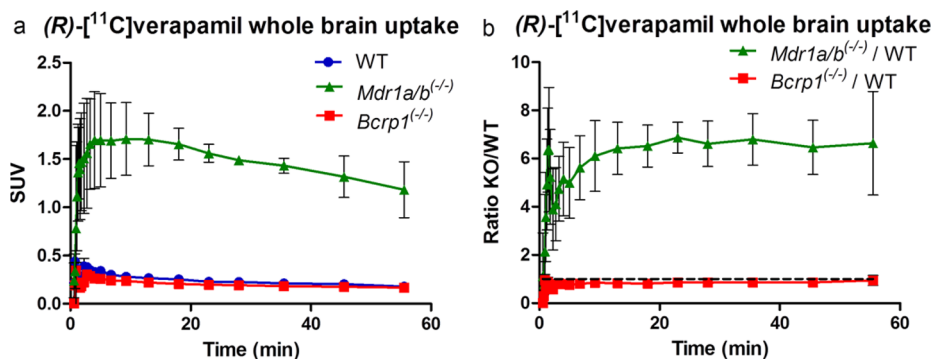 a (R)-[¹¹C]verapamil whole brain uptake
WT
Mdr1a/b(-/-)
Bcrp1(-/-)
2.5
2.0
1.5
1.0
0.5
0.0
SUV
0 20 40 60
Time (min)
b (R)-[¹¹C]verapamil whole brain uptake
Mdr1a/b(-/-) / WT
Bcrp1(-/-) / WT
10
8
6
4
2
0
Ratio KO/WT
0 20 40 60
Time (min)